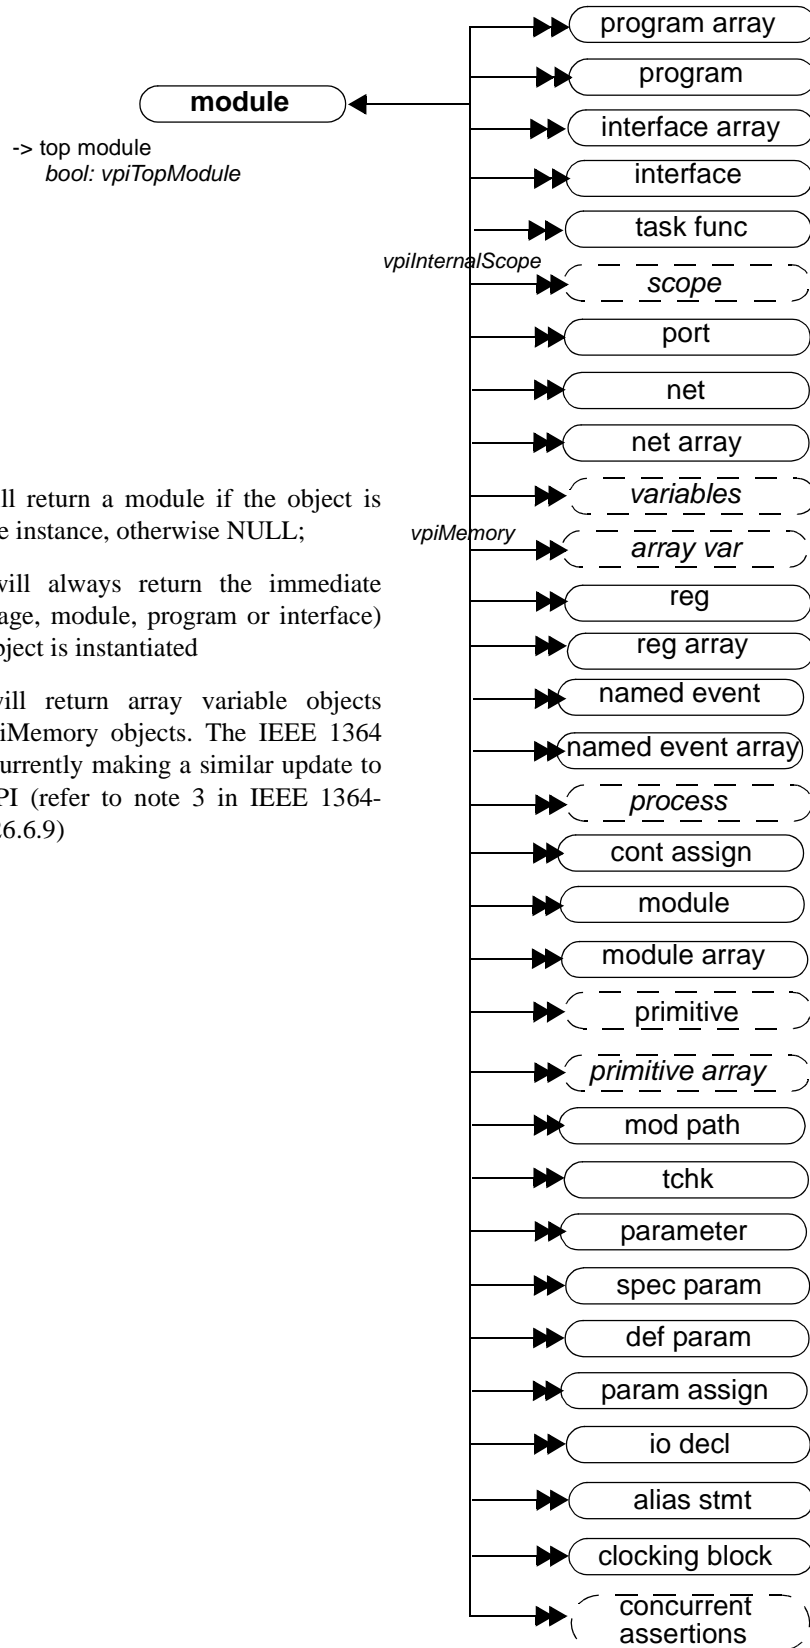 program array
program
module
interface array
-> top module
bool: vpiTopModule
interface
task func
vpiInternalScope
scope
port
net
net array
ll return a module if the object is
variables
e instance, otherwise NULL;
vpiMemory
array var
will always return the immediate
age, module, program or interface)
reg
ject is instantiated
reg array
will return array variable objects
named event
iMemory objects. The IEEE 1364
urrently making a similar update to
named event array
PI (refer to note 3 in IEEE 1364-
process
26.6.9)
cont assign
module
module array
primitive
primitive array
mod path
tchk
parameter
spec param
def param
param assign
io decl
alias stmt
clocking block
concurrent
assertions